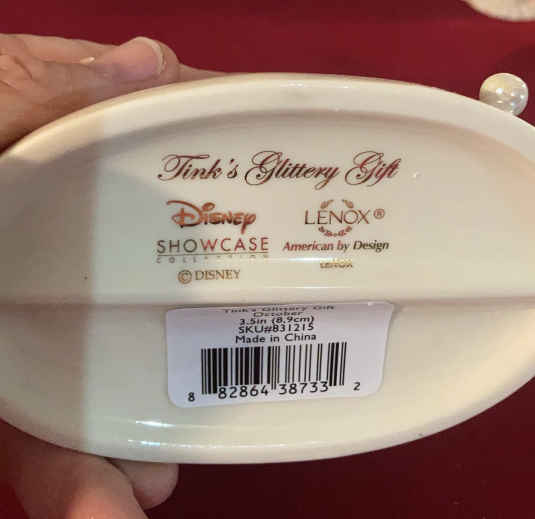 Tink's Glittery Gift
DISNEY
SHOWCASE
COLLECTION
© DISNEY
LENOX®
American by Design
LENOX
Tink's Glittery Gift
October
3.5in (8.9cm)
SKU#831215
Made in China
8 82864 38733 2